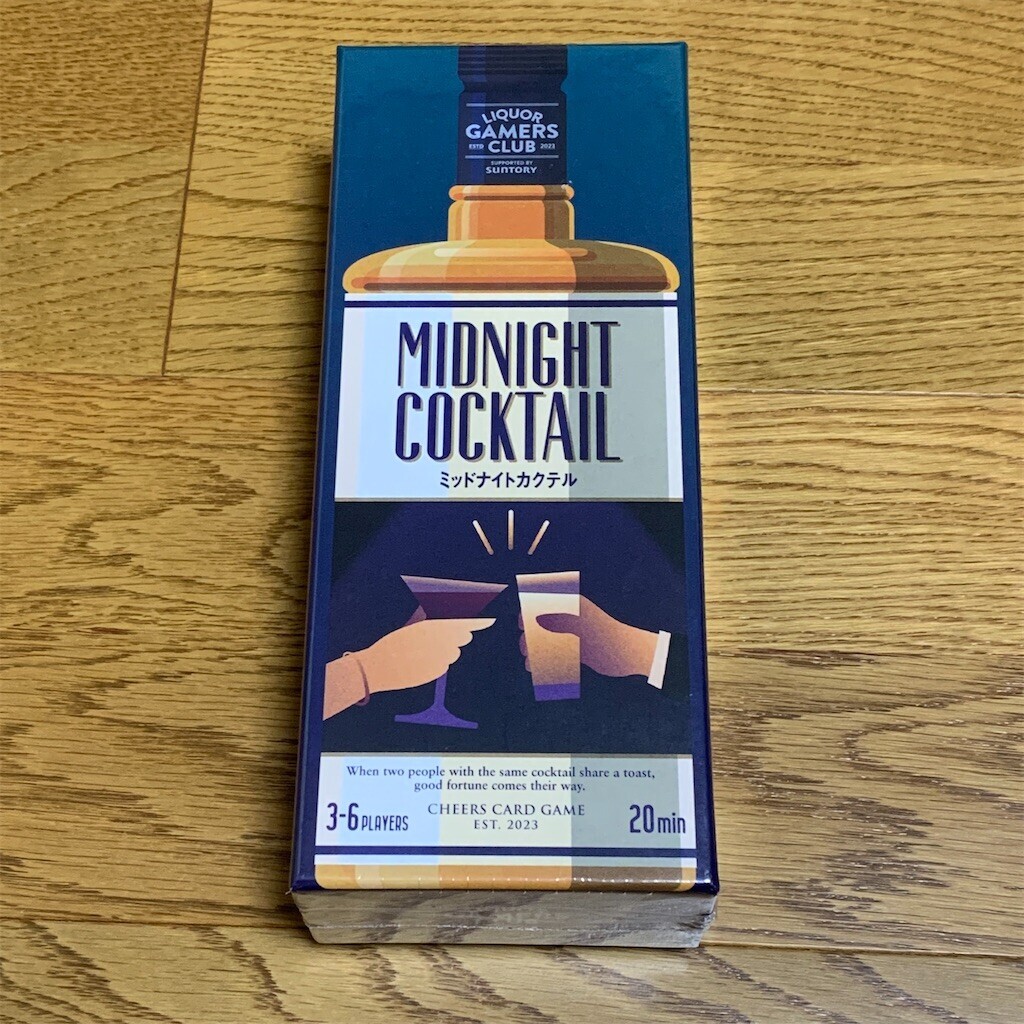 LIQUOR
GAMERS
ESTD CLUB 2023
SUPPORTED BY
SUNTORY
MIDNIGHT
COCKTAIL
ミッドナイトカクテル
When two people with the same cocktail share a toast,
good fortune comes their way.
3-6 PLAYERS
CHEERS CARD GAME
EST. 2023
20min